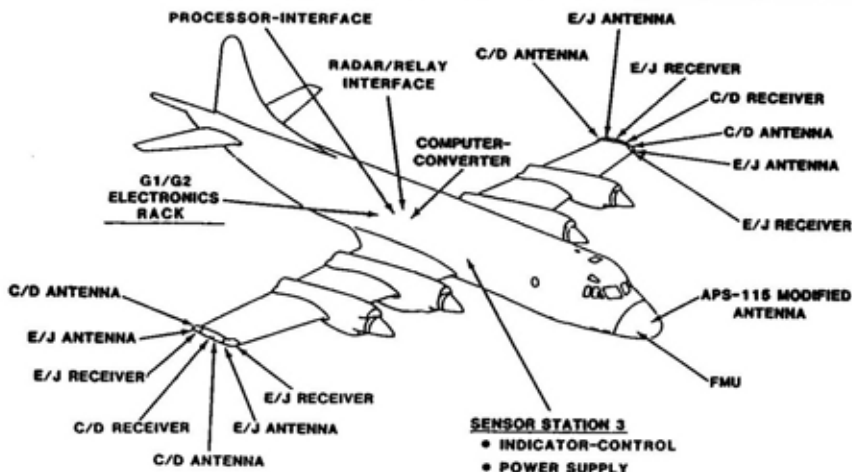 PROCESSOR-INTERFACE
RADAR/RELAY
INTERFACE
COMPUTER-
CONVERTER
G1/G2
ELECTRONICS
RACK
E/J ANTENNA
C/D ANTENNA
E/J RECEIVER
C/D RECEIVER
C/D ANTENNA
E/J ANTENNA
E/J RECEIVER
C/D ANTENNA
E/J ANTENNA
E/J RECEIVER
C/D RECEIVER
C/D ANTENNA
E/J ANTENNA
E/J RECEIVER
APS-115 MODIFIED
ANTENNA
FMU
SENSOR STATION 3
● INDICATOR-CONTROL
● POWER SUPPLY